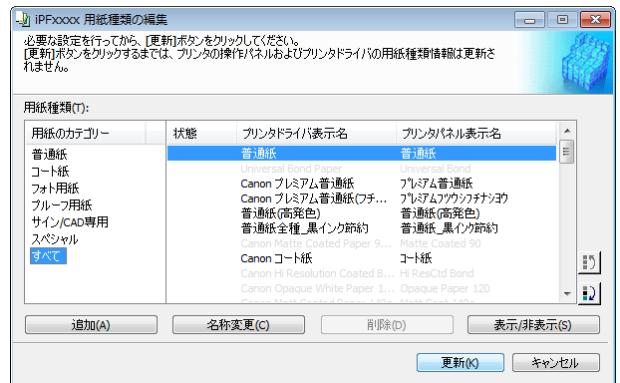 iPFxxxx 用紙種類の編集
必要な設定を行ってから、[更新]ボタンをクリックしてください。
[更新]ボタンをクリックするまでは、プリンタの操作パネルおよびプリンタドライバの用紙種類情報は更新さ
れません。
用紙種類(T):
用紙のカテゴリー
普通紙
コート紙
フォト用紙
プルーフ用紙
サイン/CAD専用
スペシャル
すべて
状態 プリンタドライバ表示名 プリンタパネル表示名
普通紙 普通紙
Universal Bond Paper Universal Bond
Canon プレミアム普通紙 プレミアム普通紙
Canon プレミアム普通紙(フチ... プレミアムフツウシフチナシヨウ
普通紙(高発色) 普通紙(高発色)
普通紙全種_黒インク節約 普通紙_黒インク節約
Canon Matte Coated Paper 9... Matte Coated 90
Canon コート紙 コート紙
Canon Hi Resolution Coated B... Hi ResCtd Bond
Canon Opaque White Paper 1... Opaque Paper 120
追加(A) 名称変更(C) 削除(D) 表示/非表示(S)
更新(K) キャンセル